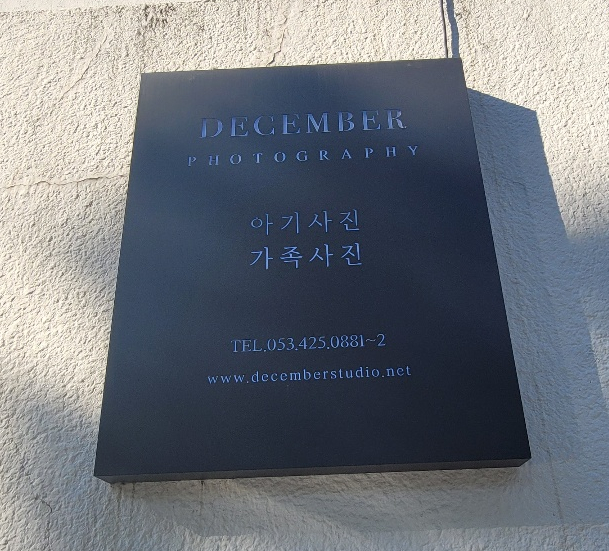 DECEMBER
PHOTOGRAPHY
아기사진
가족사진
TEL.053.425.0881~2
www.decemberstudio.net